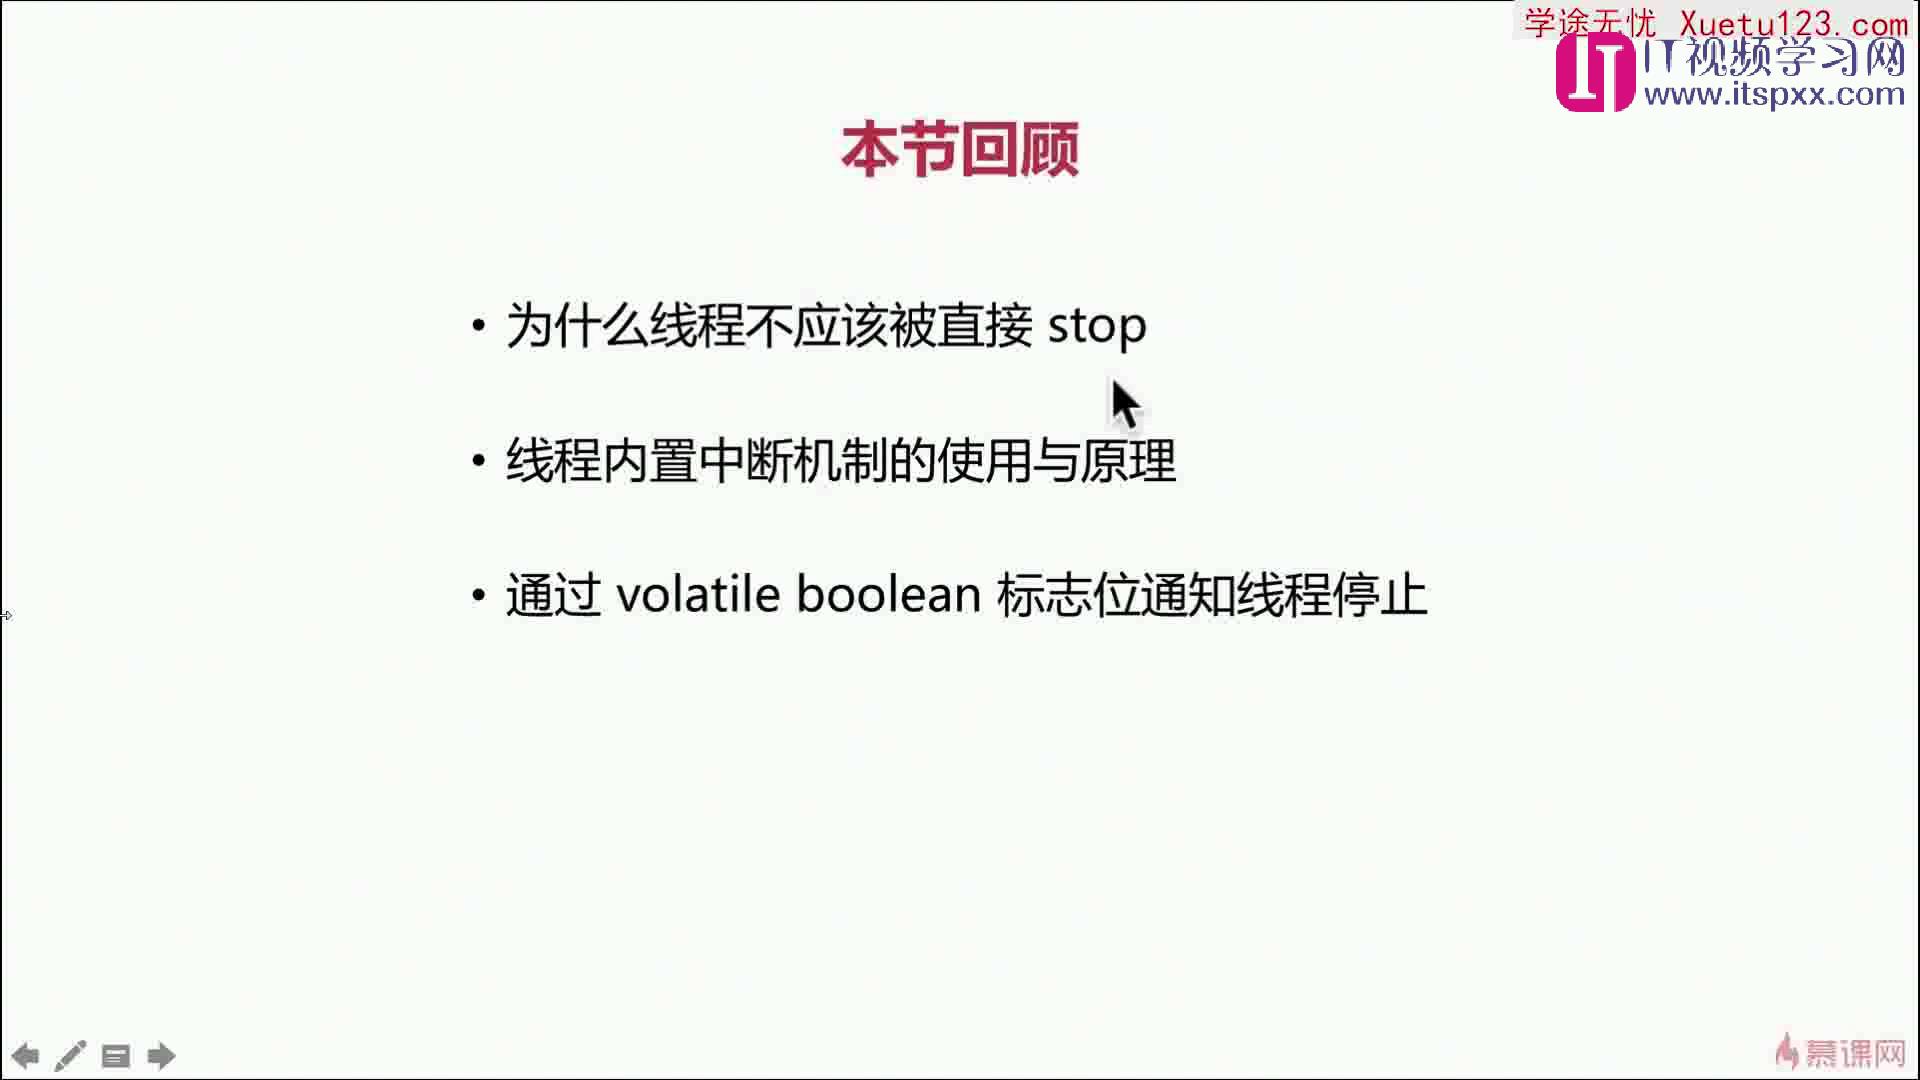 学途无忧 Xuetu123.com
IT视频学习网
www.itspxx.com
本节回顾
• 为什么线程不应该被直接 stop
• 线程内置中断机制的使用与原理
• 通过 volatile boolean 标志位通知线程停止
慕课网